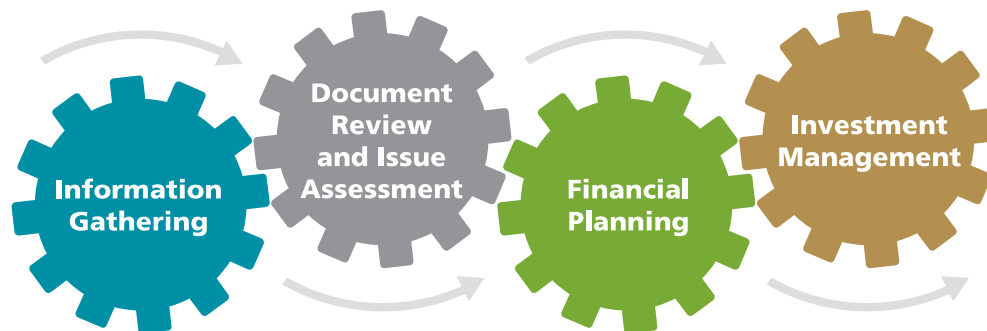 Information
Gathering
Document
Review
and Issue
Assessment
Financial
Planning
Investment
Management